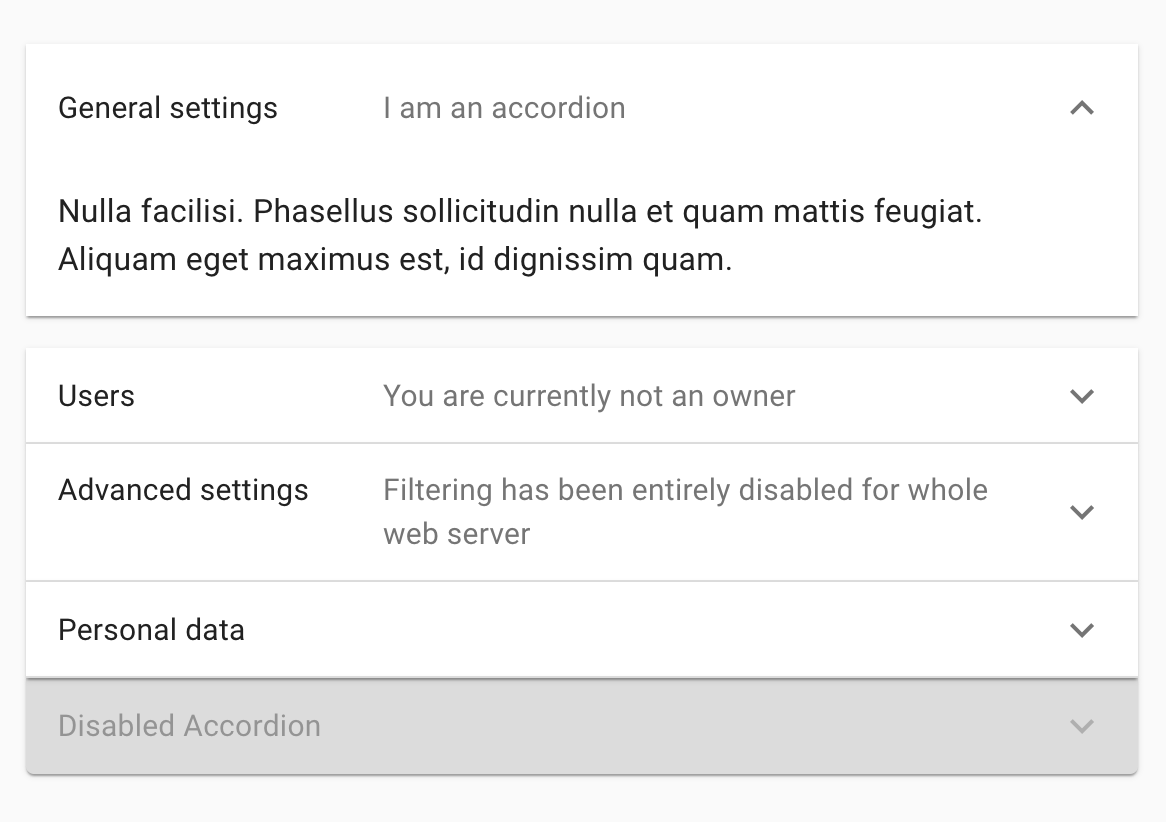 General settings I am an accordion
Nulla facilisi. Phasellus sollicitudin nulla et quam mattis feugiat.
Aliquam eget maximus est, id dignissim quam.
Users You are currently not an owner
Advanced settings Filtering has been entirely disabled for whole
web server
Personal data
Disabled Accordion